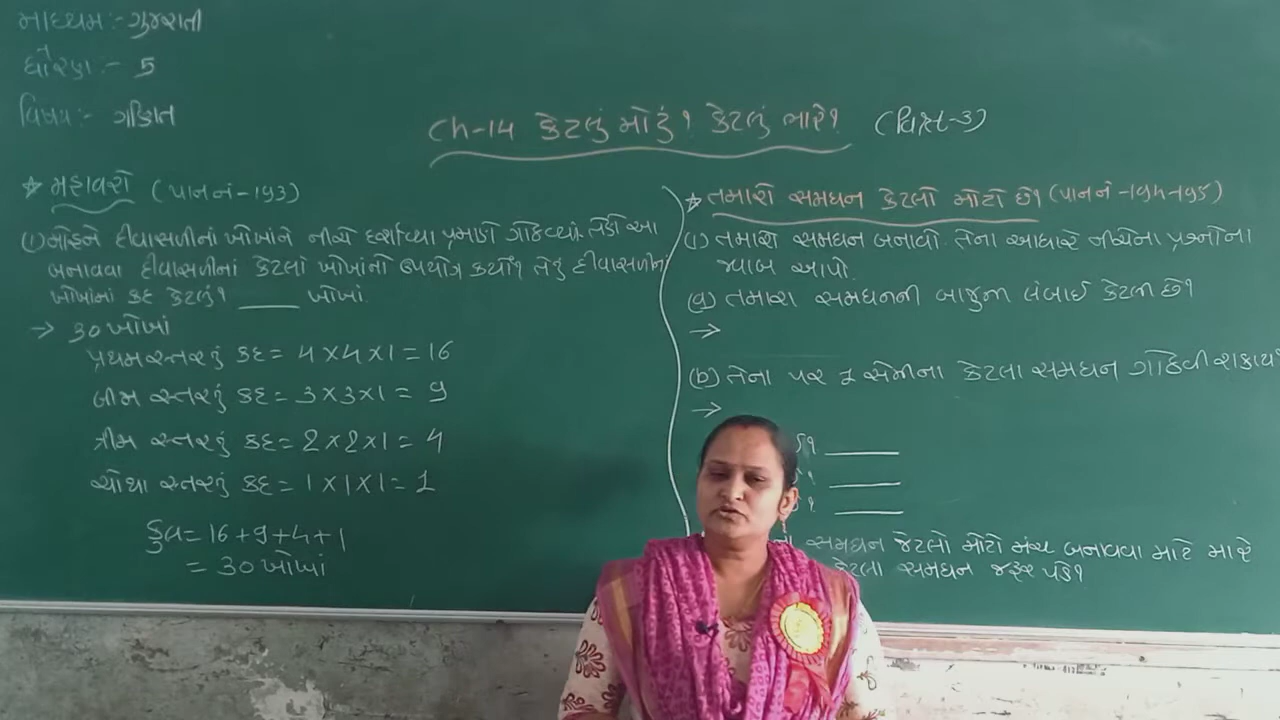 માધ્યમ:- ગુજરાતી
ધોરણ:- 5
વિષય:- ગણિત
Ch-14 કેટલું મોટું? કેટલું ભારે?
★ મહાવરો (પાન નં-193)
(1) મોહને દીવાસળીનાં ખોખાંને નીચે દર્શાવ્યા પ્રમાણે ગોઠવ્યાં. તેણે આ
બનાવવા દીવાસળીનાં કેટલાં ખોખાંનો ઉપયોગ કર્યો? તેનું દીવાસળીનાં
ખોખાંમાં કદ કેટલું? ____ ખોખાં.
→ 30 ખોખાં
પ્રથમ સ્તરનું કદ = 4 × 4 × 1 = 16
બીજા સ્તરનું કદ = 3 × 3 × 1 = 9
ત્રીજા સ્તરનું કદ = 2 × 2 × 1 = 4
ચોથા સ્તરનું કદ = 1 × 1 × 1 = 1
કુલ = 16 + 9 + 4 + 1
= 30 ખોખાં
★ તમારો સમઘન કેટલો મોટો છે? (પાન નં-194-195)
(1) તમારો સમઘન બનાવો. તેના આધારે નીચેના પ્રશ્નોના
જવાબ આપો.
(a) તમારા સમઘનની બાજુની લંબાઈ કેટલી છે?
→
(b) તેના પર 1 સેમીના કેટલા સમઘન ગોઠવી શકાય?
→
? ____
? ____
? ____
સમઘન જેટલો મોટો મંચ બનાવવા માટે મારે
કેટલા સમઘન જરૂર પડે?